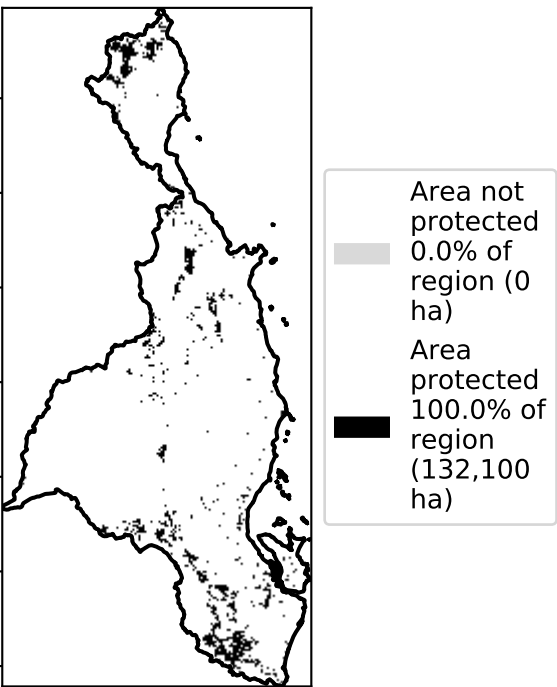 Area not
protected
0.0% of
region (0
ha)
Area
protected
100.0% of
region
(132,100
ha)